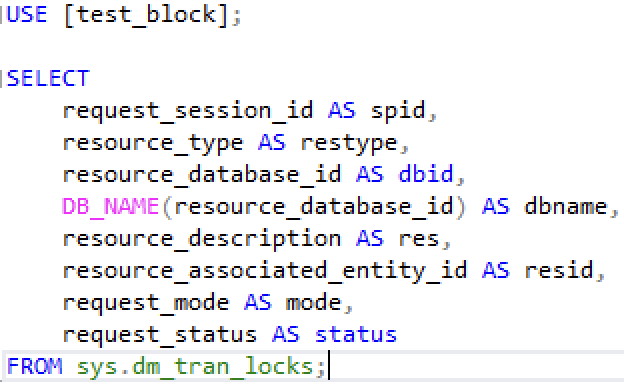 USE [test_block];
SELECT
request_session_id AS spid,
resource_type AS restype,
resource_database_id AS dbid,
DB_NAME(resource_database_id) AS dbname,
resource_description AS res,
resource_associated_entity_id AS resid,
request_mode AS mode,
request_status AS status
FROM sys.dm_tran_locks;